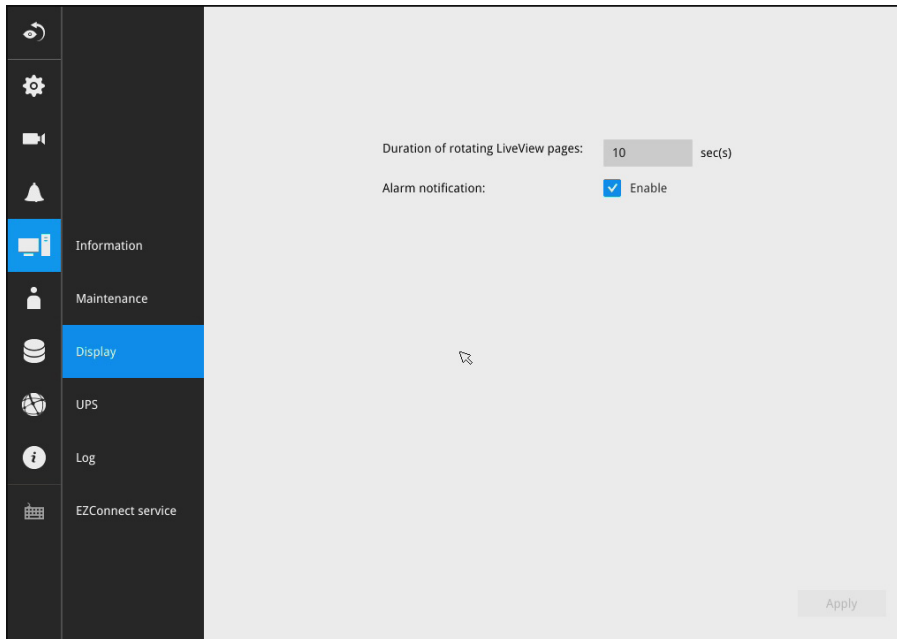 Duration of rotating LiveView pages: 10 sec(s)
Alarm notification: Enable
Information
Maintenance
Display
UPS
Log
EZConnect service
Apply